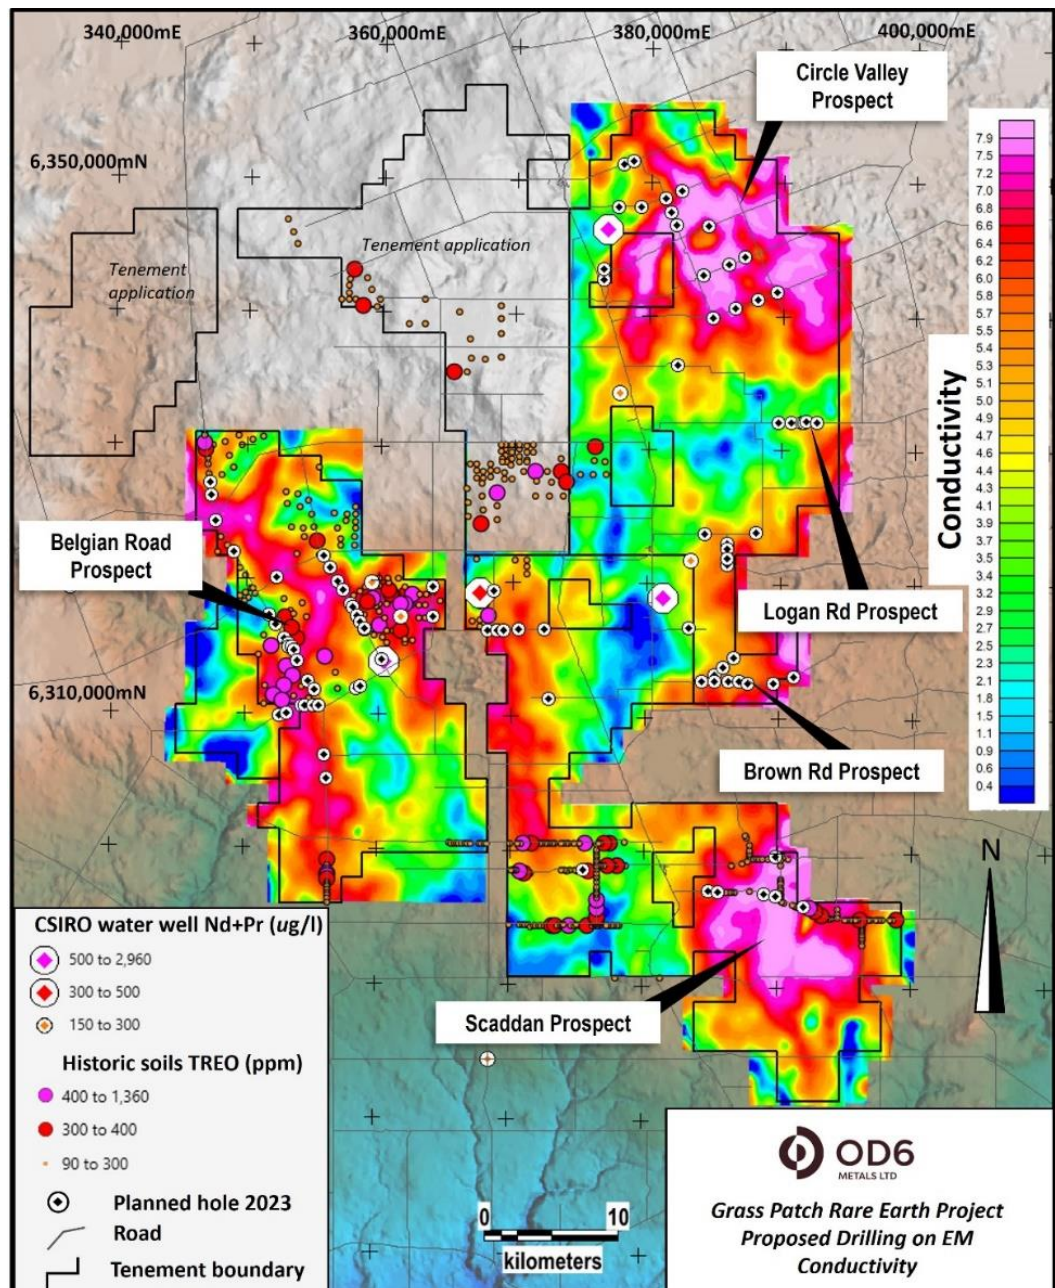 340,000mE
360,000mE
380,000mE
400,000mE
Circle Valley
Prospect
6,350,000mN
Tenement application
Tenement
application
Conductivity
7.9
7.5
7.2
7.0
6.8
6.6
6.4
6.2
6.0
5.8
5.7
5.5
5.4
5.3
5.1
5.0
4.9
4.7
4.6
4.4
4.3
4.1
3.9
3.7
3.6
3.4
3.2
2.9
2.7
2.5
2.3
2.1
1.8
1.5
1.1
0.9
0.6
0.4
Belgian Road
Prospect
Logan Rd Prospect
6,310,000mN
Brown Rd Prospect
Scaddan Prospect
N
CSIRO water well Nd+Pr (ug/l)
500 to 2,960
300 to 500
150 to 300
Historic soils TREO (ppm)
400 to 1,360
300 to 400
90 to 300
Planned hole 2023
Road
Tenement boundary
0 10
kilometers
OD6
METALS LTD
Grass Patch Rare Earth Project
Proposed Drilling on EM
Conductivity